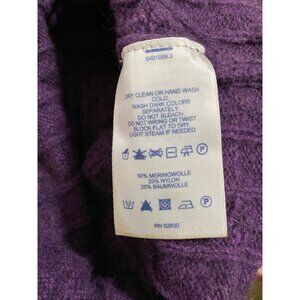 DRY CLEAN OR HAND WASH
COLD.
WASH DARK COLORS
SEPARATELY.
DO NOT BLEACH.
DO NOT WRING OR TWIST
BLOCK FLAT TO DRY
LIGHT STEAM IF NEEDED.
P
50% MERINOWOLLE
25% NYLON
25% BAUMWOLLE
P
RN 62830